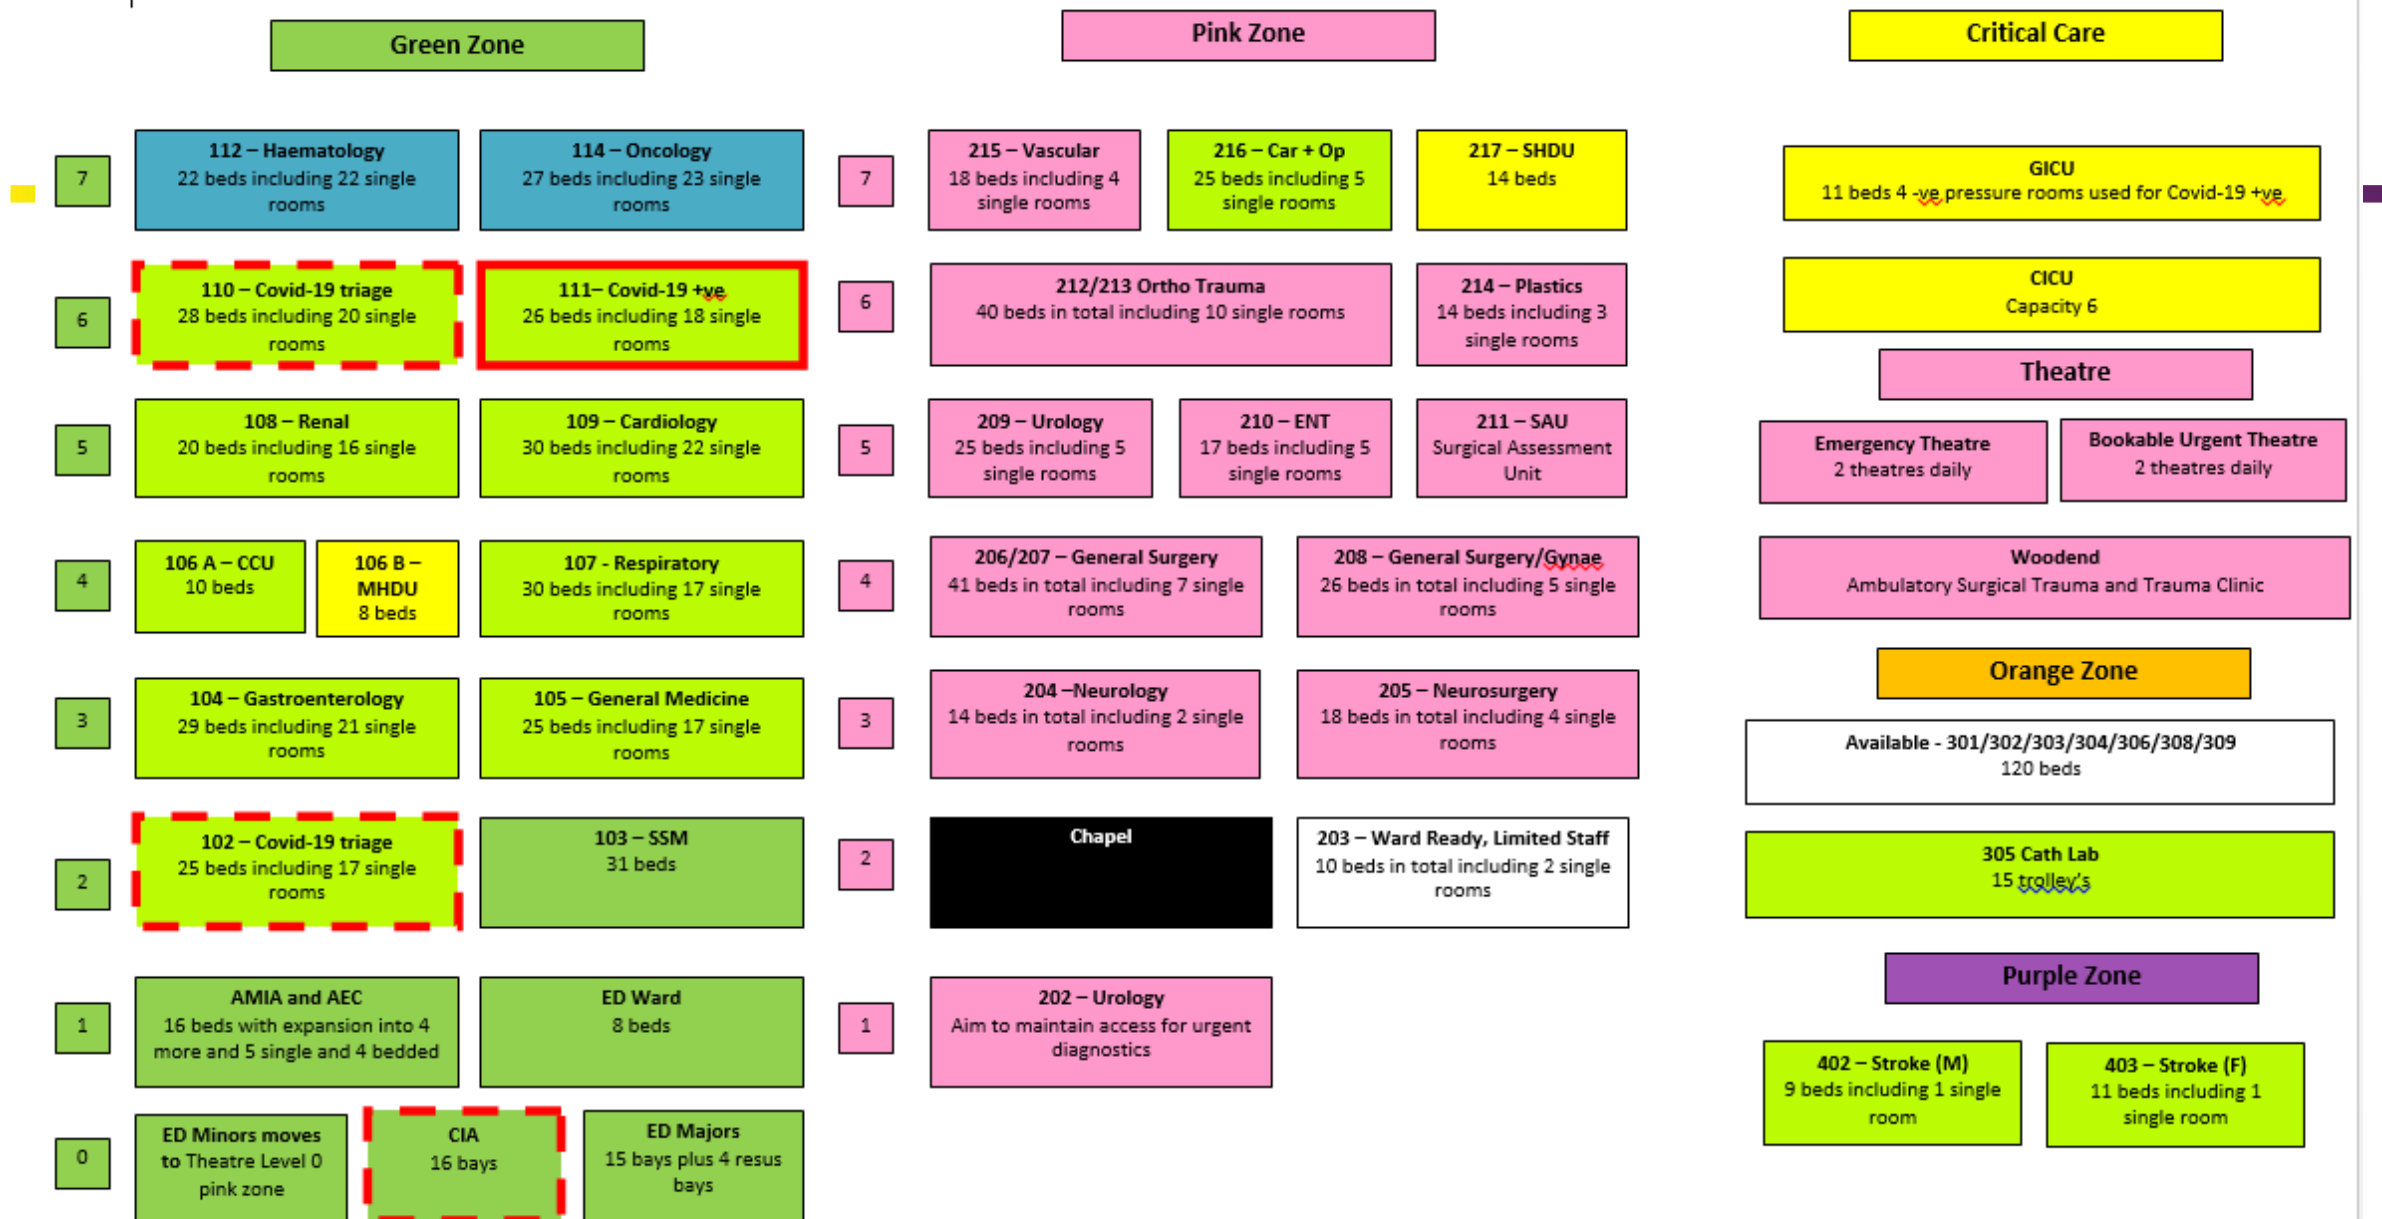 Green Zone
7
112 – Haematology
22 beds including 22 single
rooms
114 – Oncology
27 beds including 23 single
rooms
6
110 – Covid-19 triage
28 beds including 20 single
rooms
111– Covid-19 +ve
26 beds including 18 single
rooms
5
108 – Renal
20 beds including 16 single
rooms
109 – Cardiology
30 beds including 22 single
rooms
4
106 A – CCU
10 beds
106 B –
MHDU
8 beds
107 - Respiratory
30 beds including 17 single
rooms
3
104 – Gastroenterology
29 beds including 21 single
rooms
105 – General Medicine
25 beds including 17 single
rooms
2
102 – Covid-19 triage
25 beds including 17 single
rooms
103 – SSM
31 beds
1
AMIA and AEC
16 beds with expansion into 4
more and 5 single and 4 bedded
ED Ward
8 beds
0
ED Minors moves
to Theatre Level 0
pink zone
CIA
16 bays
ED Majors
15 bays plus 4 resus
bays
Pink Zone
7
215 – Vascular
18 beds including 4
single rooms
216 – Car + Op
25 beds including 5
single rooms
217 – SHDU
14 beds
6
212/213 Ortho Trauma
40 beds in total including 10 single rooms
214 – Plastics
14 beds including 3
single rooms
5
209 – Urology
25 beds including 5
single rooms
210 – ENT
17 beds including 5
single rooms
211 – SAU
Surgical Assessment
Unit
4
206/207 – General Surgery
41 beds in total including 7 single
rooms
208 – General Surgery/Gynae
26 beds in total including 5 single
rooms
3
204 –Neurology
14 beds in total including 2 single
rooms
205 – Neurosurgery
18 beds in total including 4 single
rooms
2
Chapel
203 – Ward Ready, Limited Staff
10 beds in total including 2 single
rooms
1
202 – Urology
Aim to maintain access for urgent
diagnostics
Critical Care
GICU
11 beds 4 -ve pressure rooms used for Covid-19 +ve
CICU
Capacity 6
Theatre
Emergency Theatre
2 theatres daily
Bookable Urgent Theatre
2 theatres daily
Woodend
Ambulatory Surgical Trauma and Trauma Clinic
Orange Zone
Available - 301/302/303/304/306/308/309
120 beds
305 Cath Lab
15 trolley's
Purple Zone
402 – Stroke (M)
9 beds including 1 single
room
403 – Stroke (F)
11 beds including 1
single room